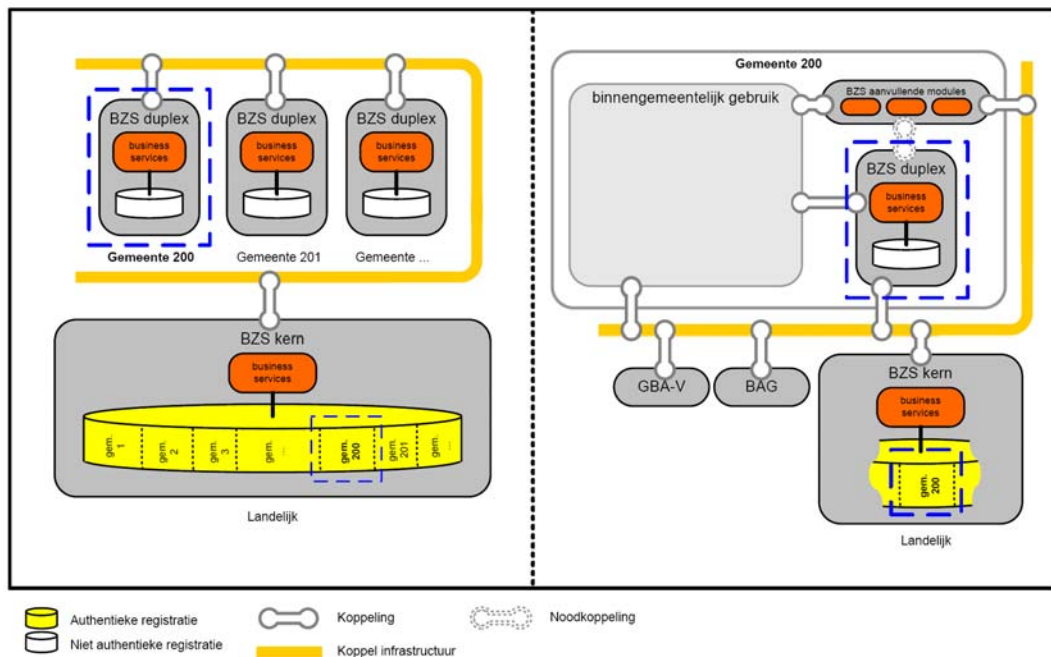 BZS duplex
business
services
Gemeente 200
BZS duplex
business
services
Gemeente 201
BZS duplex
business
services
Gemeente ...
BZS kern
business
services
gem.
1
gem.
2
gem.
3
gem.
...
gem.
200
gem.
201
gem.
...
Landelijk
Gemeente 200
binnengemeentelijk gebruik
BZS aanvullende modules
BZS duplex
business
services
GBA-V
BAG
BZS kern
business
services
gem.
200
Landelijk
Authentieke registratie
Niet authentieke registratie
Koppeling
Koppel infrastructuur
Noodkoppeling